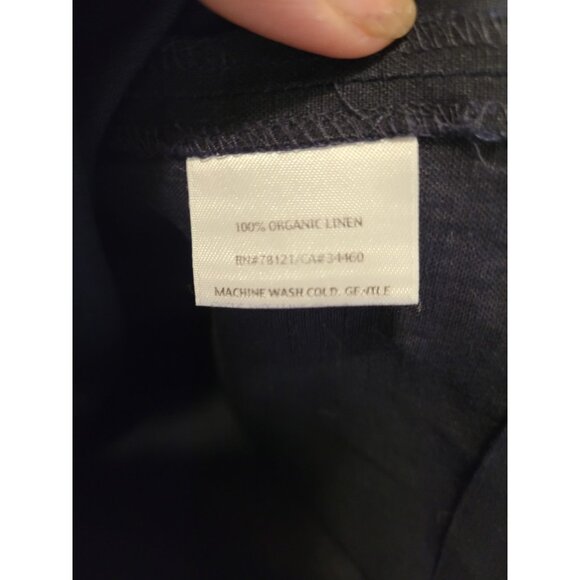 100% ORGANIC LINEN
RN#78121/CA#34460
MACHINE WASH COLD, GENTLE